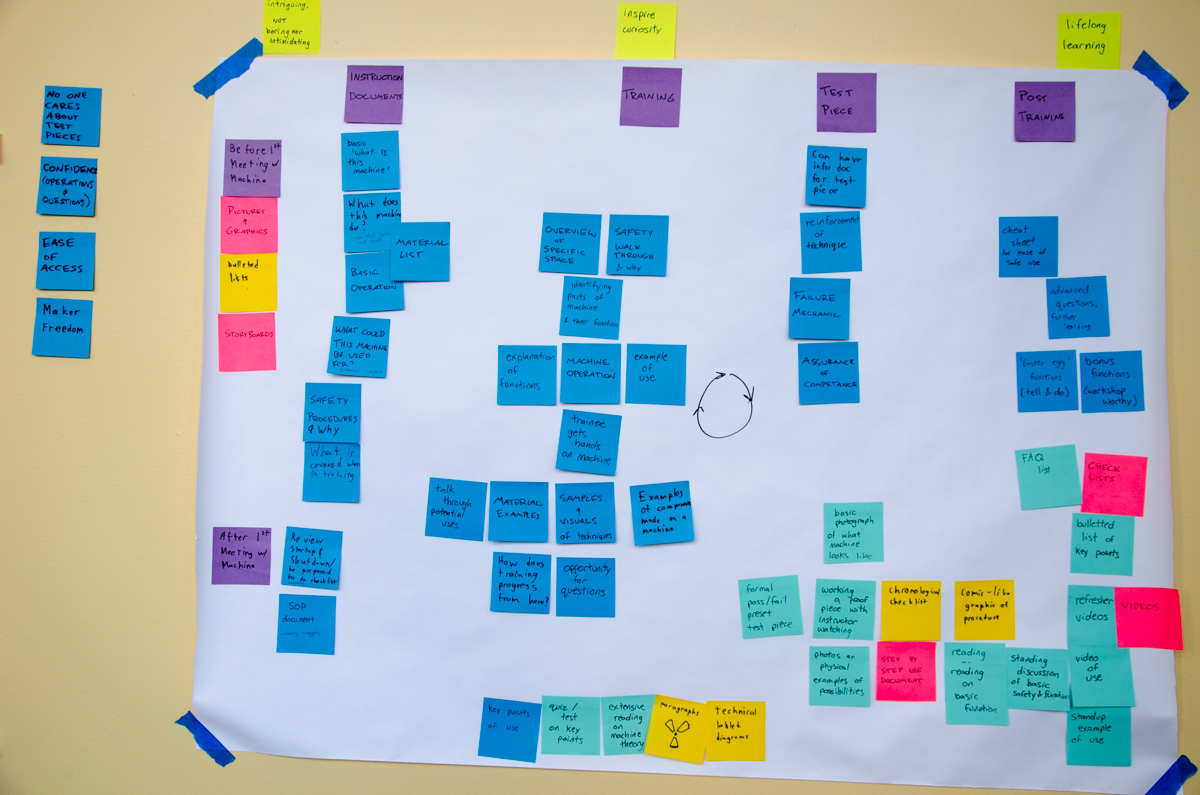 intriguing.
NOT
boring nor
intimidating
inspire
curiosity
lifelong
learning
NO ONE
CARES
ABOUT
TEST
PIECES
CONFIDENCE
(OPERATIONS
&
QUESTIONS)
EASE
OF
ACCESS
Maker
Freedom
INSTRUCTION
DOCUMENTS
TRAINING
TEST
PIECE
POST
TRAINING
Before 1st
Meeting w/
Machine
PICTURES
&
GRAPHICS
bulleted
lists
STORYBOARDS
basic
"what is
this
machine"
What does
this machine
do?
MATERIAL
LIST
BASIC
OPERATION
WHAT COULD
THIS MACHINE
BE USED
FOR?
SAFETY
PROCEDURES
& Why
What is
covered when
in training
After 1st
Meeting w/
Machine
Review
Startup &
Shutdown/
be prepared
to do checklist
SOP
document
OVERVIEW
OF
SPECIFIC
SPACE
SAFETY
WALK
THROUGH
& why
identifying
parts of
machine
& their function
explanation
of
functions
MACHINE
OPERATION
example
of
use
trainee
gets
hands
on machine
talk
through
potential
uses
MATERIAL
EXAMPLES
SAMPLES
&
VISUALS
of techniques
Examples
of components
made on a
machine
How does
training
progress
from here?
opportunity
for
questions
Can have
info doc
for test
piece
reinforcement
of
technique
FAILURE
MECHANIC
ASSURANCE
OF
COMPETANCE
cheat
sheet
for ease of
safe use
advanced
questions,
further
learning
"Easter egg"
functions
(tell & do)
bonus
functions
(workshop
worthy)
FAQ
list
CHECK
LISTS
bulletted
list of
key points
basic
photograph
of what
machine
looks like
formal
pass/fail
preset
test piece
working
a proof
piece with
instructor
watching
chronological
checklist
Comic-like
graphic of
procedure
refresher
videos
VIDEOS
photos or
physical
examples of
possibilities
STEP BY
STEP USE
DOCUMENT
reading
reading
on
basic
function
standing
discussion
of basic
Safety & function
video
of
use
standup
example
of use
key points
of use
quiz/
test
on key
points
extensive
reading
on
machine
theory
paragraphs
technical
labled
diagrams